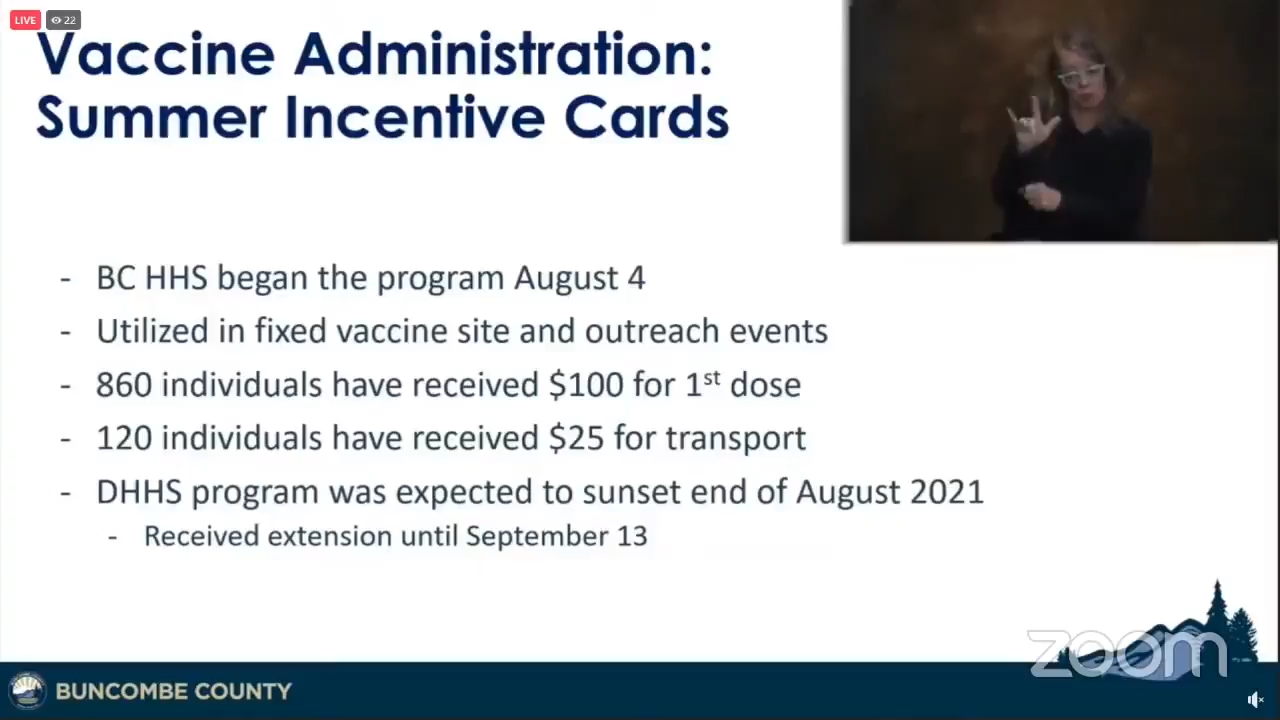 LIVE 22
Vaccine Administration:
Summer Incentive Cards
- BC HHS began the program August 4
- Utilized in fixed vaccine site and outreach events
- 860 individuals have received $100 for 1st dose
- 120 individuals have received $25 for transport
- DHHS program was expected to sunset end of August 2021
- Received extension until September 13
zoom
BUNCOMBE COUNTY